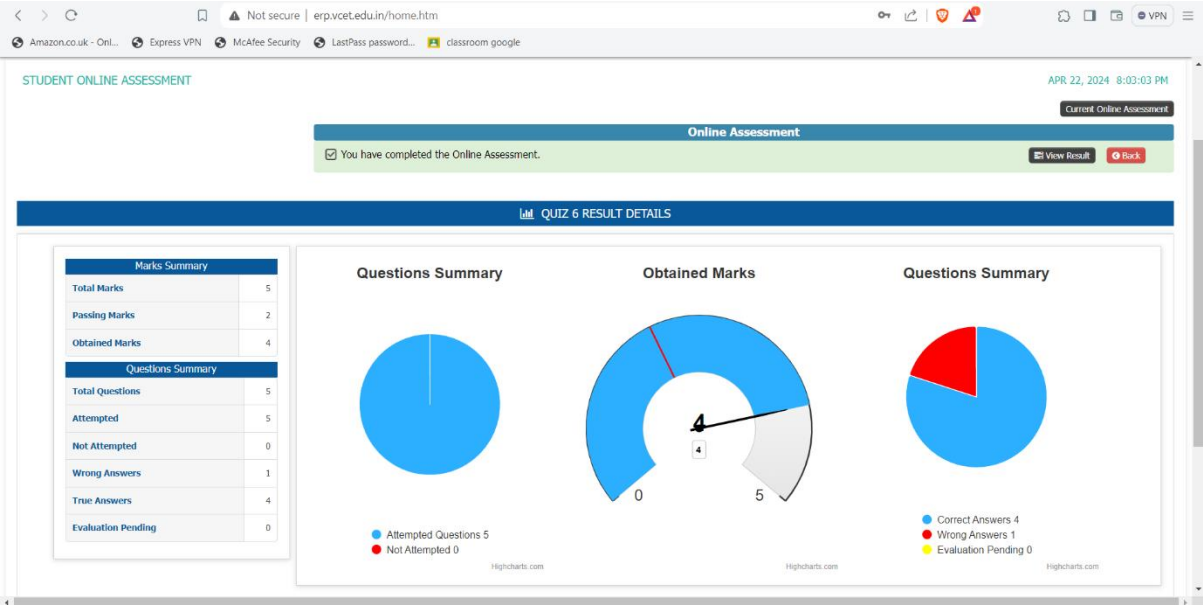 Not secure | erp.vcet.edu.in/home.htm
VPN
Amazon.co.uk - Onl... Express VPN McAfee Security LastPass password... classroom google
STUDENT ONLINE ASSESSMENT
APR 22, 2024 8:03:03 PM
Current Online Assessment
Online Assessment
You have completed the Online Assessment.
View Result Back
QUIZ 6 RESULT DETAILS
Marks Summary
Total Marks 5
Passing Marks 2
Obtained Marks 4
Questions Summary
Total Questions 5
Attempted 5
Not Attempted 0
Wrong Answers 1
True Answers 4
Evaluation Pending 0
Questions Summary
Attempted Questions 5
Not Attempted 0
Highcharts.com
Obtained Marks
4
4
0 5
Highcharts.com
Questions Summary
Correct Answers 4
Wrong Answers 1
Evaluation Pending 0
Highcharts.com